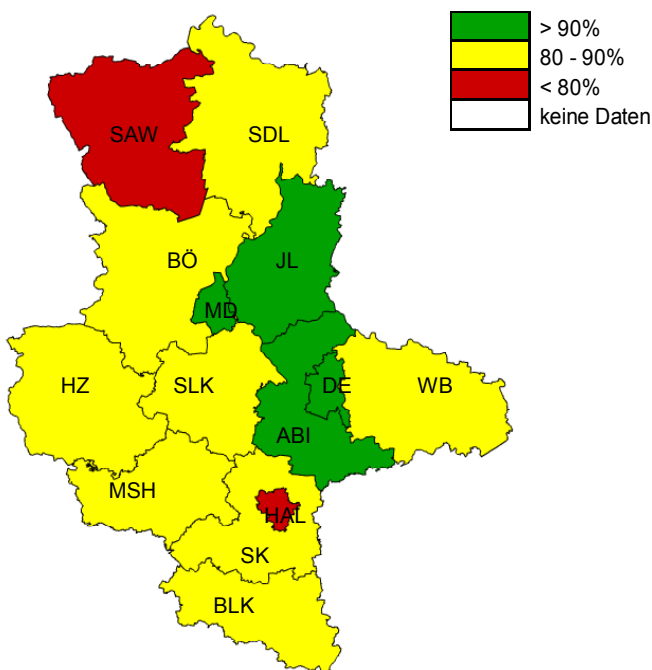 > 90%
80 - 90%
< 80%
keine Daten
SAW
SDL
BÖ
JL
MD
HZ
SLK
DE
WB
ABI
MSH
HAL
SK
BLK